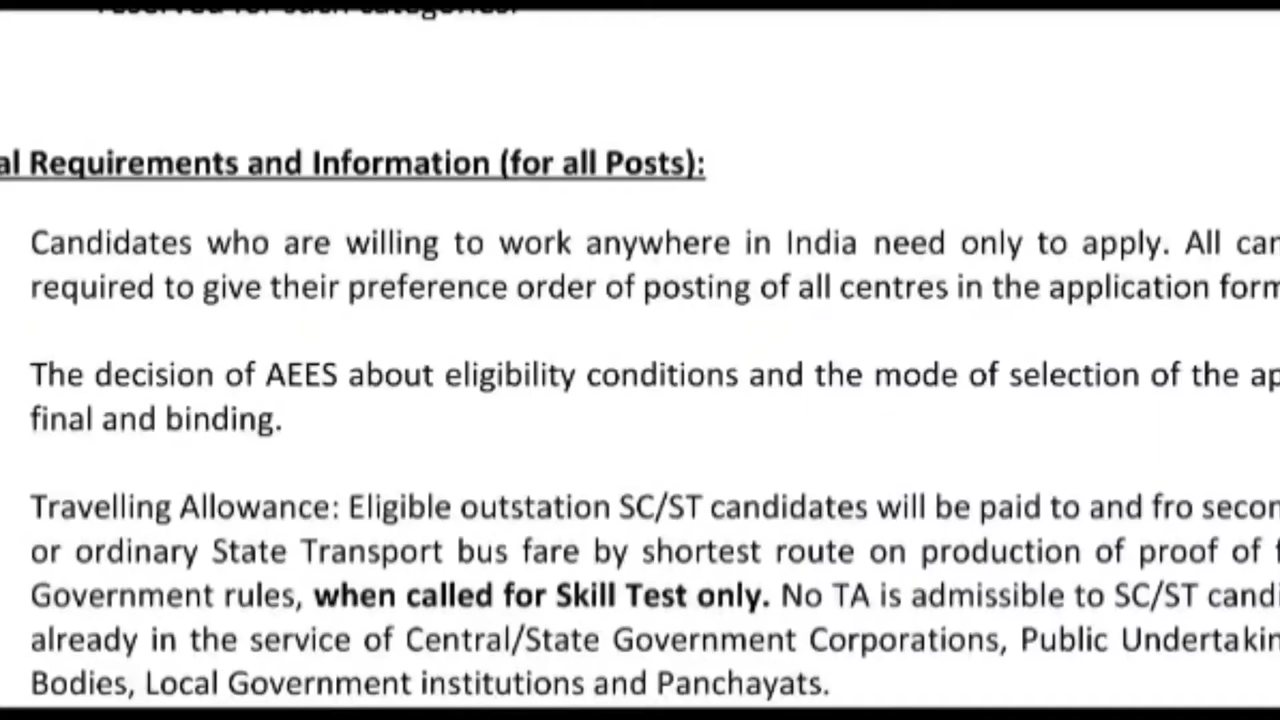 reserved for such categories.
al Requirements and Information (for all Posts):
Candidates who are willing to work anywhere in India need only to apply. All can
required to give their preference order of posting of all centres in the application form
The decision of AEES about eligibility conditions and the mode of selection of the ap
final and binding.
Travelling Allowance: Eligible outstation SC/ST candidates will be paid to and fro secon
or ordinary State Transport bus fare by shortest route on production of proof of f
Government rules, when called for Skill Test only. No TA is admissible to SC/ST candi
already in the service of Central/State Government Corporations, Public Undertakin
Bodies, Local Government institutions and Panchayats.